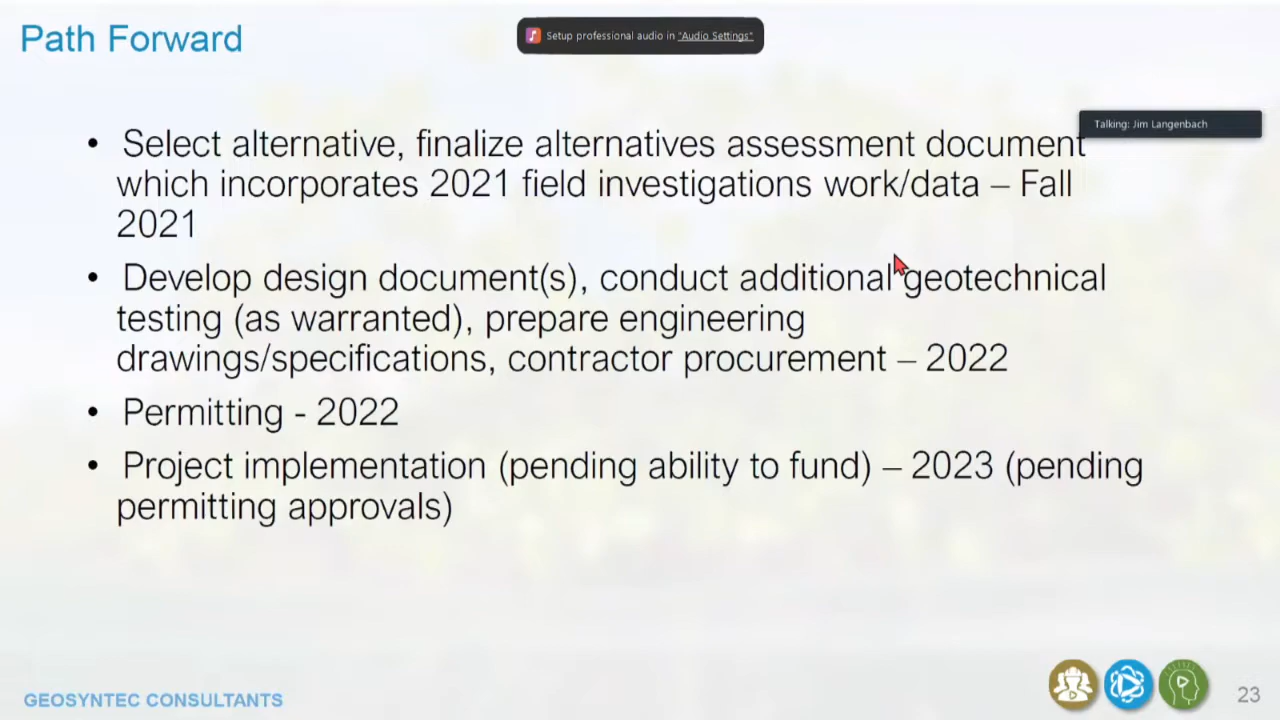 Path Forward
Setup professional audio in "Audio Settings"
Talking: Jim Langenbach
• Select alternative, finalize alternatives assessment document
which incorporates 2021 field investigations work/data – Fall
2021
• Develop design document(s), conduct additional geotechnical
testing (as warranted), prepare engineering
drawings/specifications, contractor procurement – 2022
• Permitting - 2022
• Project implementation (pending ability to fund) – 2023 (pending
permitting approvals)
GEOSYNTEC CONSULTANTS
23